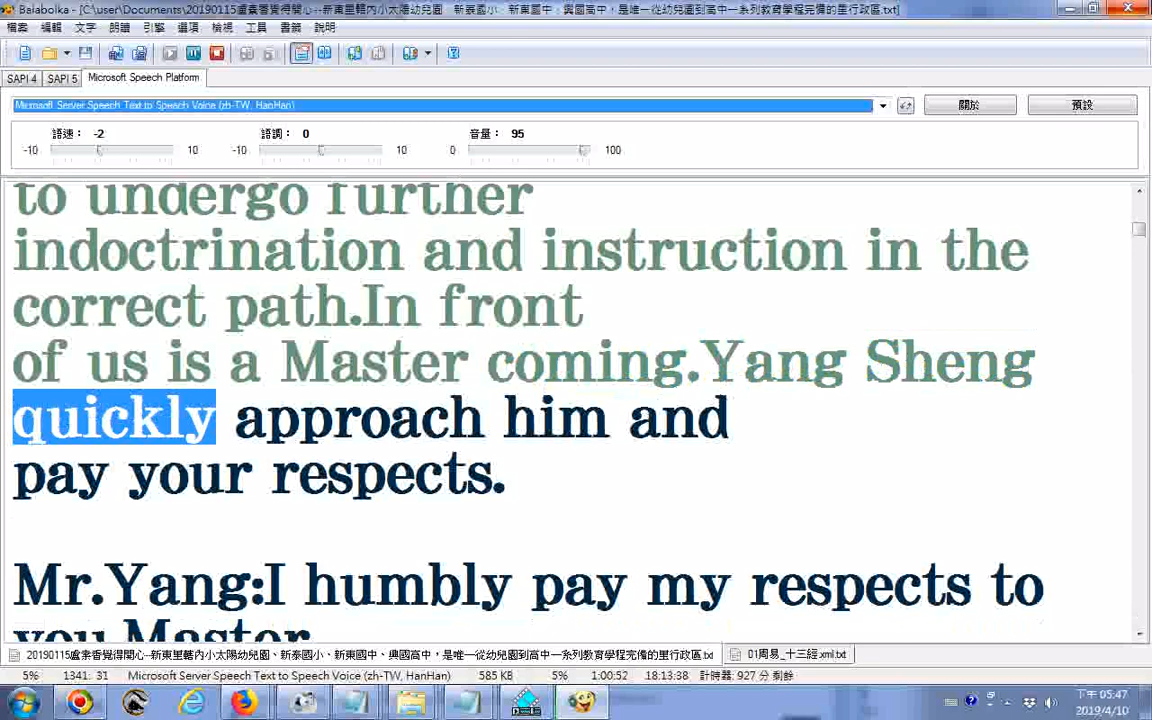 Balabolka - [C:\user\Documents\20190115盧素香覺得開心--新東里轄內小太陽幼兒園、新泰國小、新東國中、興國高中，是唯一從幼兒園到高中一系列教育學程完備的里行政區.txt]
檔案 編輯 文字 朗讀 引擎 選項 檢視 工具 書籤 說明
SAPI 4 SAPI 5 Microsoft Speech Platform
Microsoft Server Speech Text to Speech Voice (zh-TW, HanHan) 關於 預設
語速： -2 語調： 0 音量： 95
-10 10 -10 10 0 100
to undergo further
indoctrination and instruction in the
correct path.In front
of us is a Master coming.Yang Sheng
quickly approach him and
pay your respects.
Mr.Yang:I humbly pay my respects to
you,Master.
20190115盧素香覺得開心--新東里轄內小太陽幼兒園、新泰國小、新東國中、興國高中，是唯一從幼兒園到高中一系列教育學程完備的里行政區.txt 01周易_十三經.xml.txt
5% 1341: 31 Microsoft Server Speech Text to Speech Voice (zh-TW, HanHan) 585 KB 5% 1:00:52 18:13:38 計時器: 927 分 剩餘
下午 05:47
2019/4/10